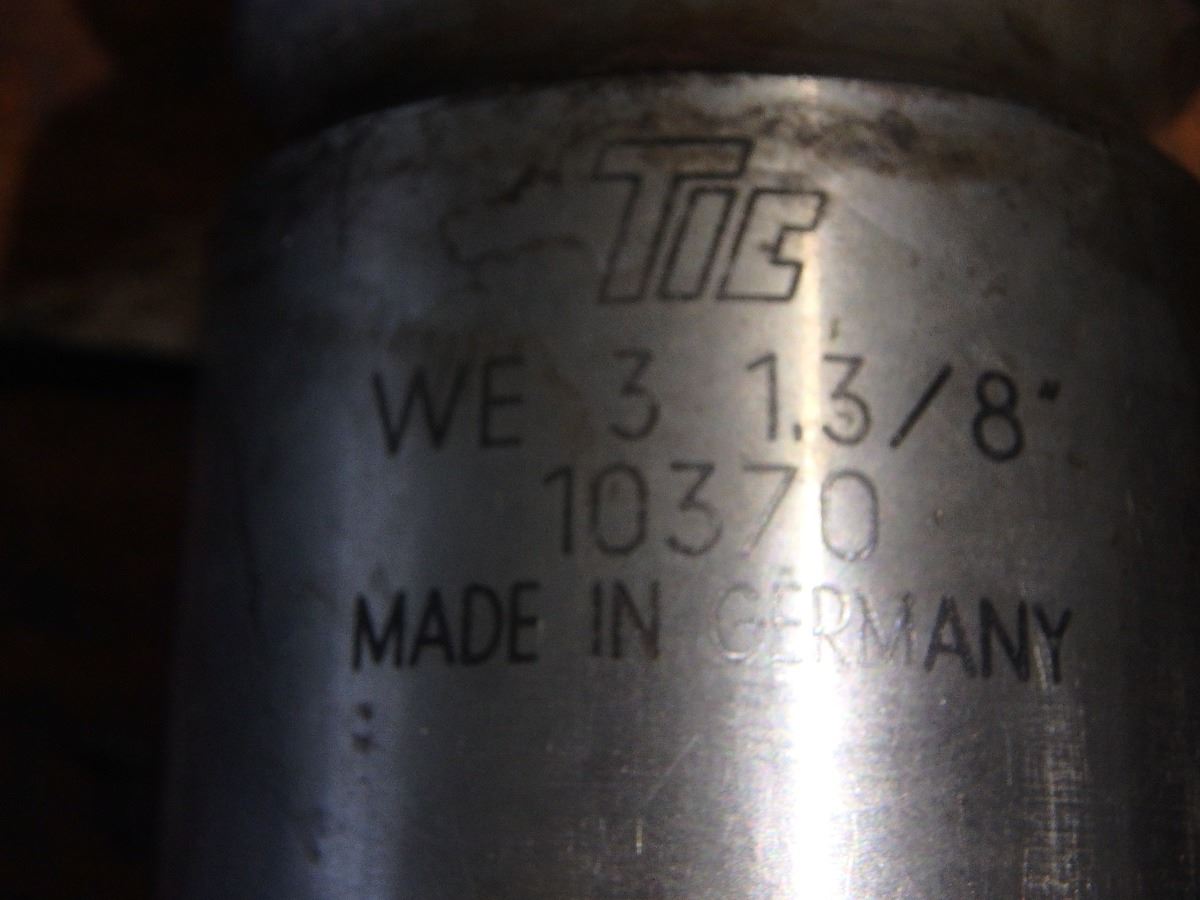 TIE
WE 3 1.3/8"
10370
MADE IN GERMANY